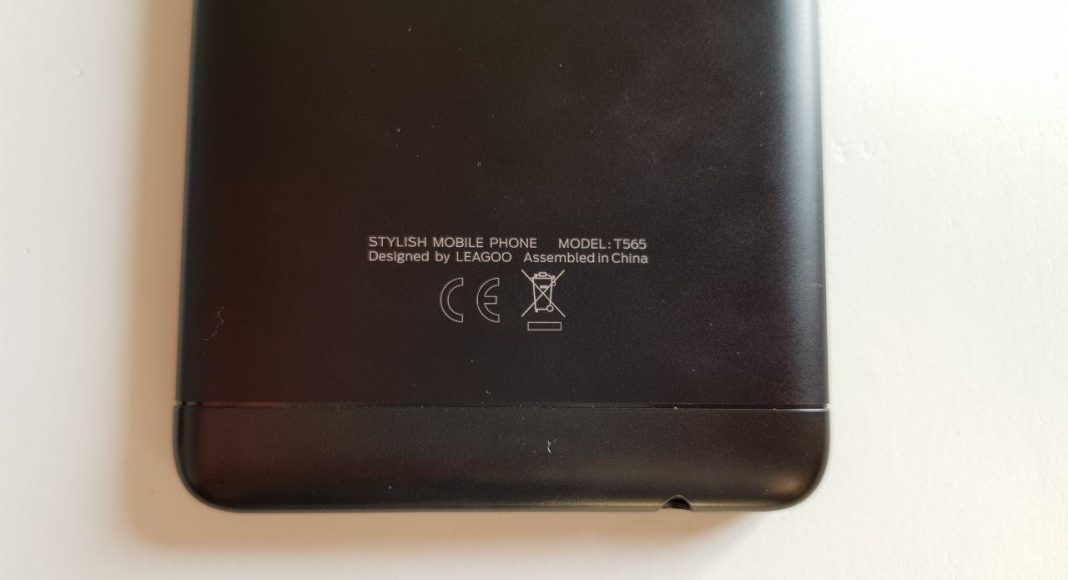 STYLISH MOBILE PHONE MODEL: T565
Designed by LEAGOO Assembled in China
CE